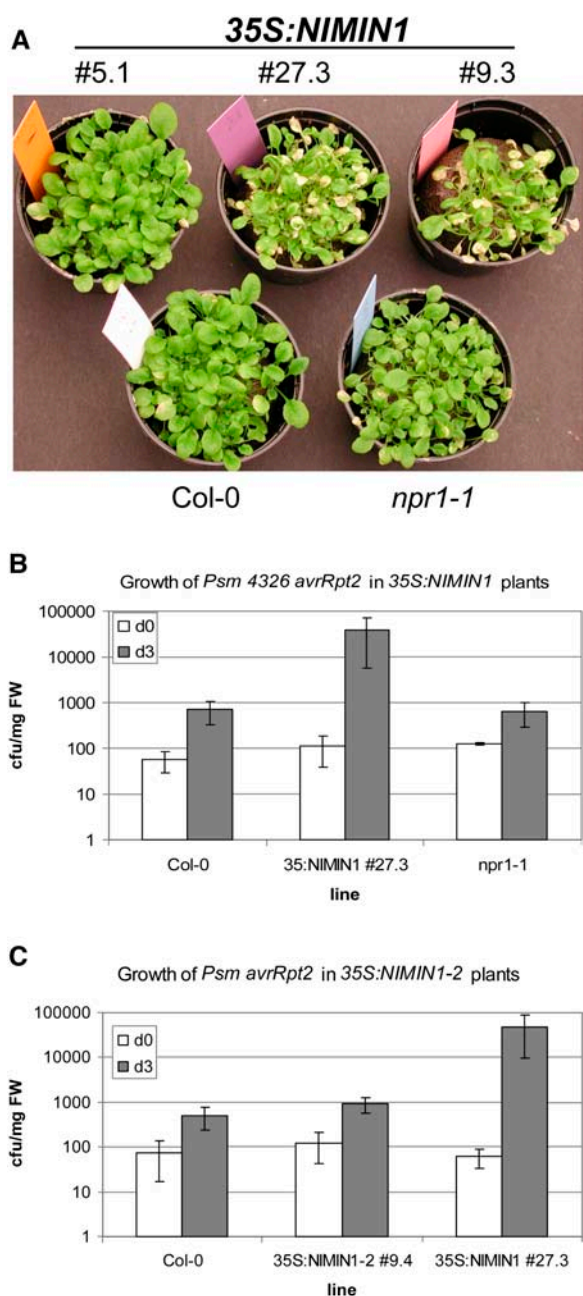 A
35S:NIMIN1
#5.1 #27.3 #9.3
Col-0 npr1-1
B
Growth of Psm 4326 avrRpt2 in 35S:NIMIN1 plants
100000
10000
1000
100
10
1
d0
d3
cfu/mg FW
Col-0 35:NIMIN1 #27.3 npr1-1
line
C
Growth of Psm avrRpt2 in 35S:NIMIN1-2 plants
100000
10000
1000
100
10
1
d0
d3
cfu/mg FW
Col-0 35S:NIMIN1-2 #9.4 35S:NIMIN1 #27.3
line